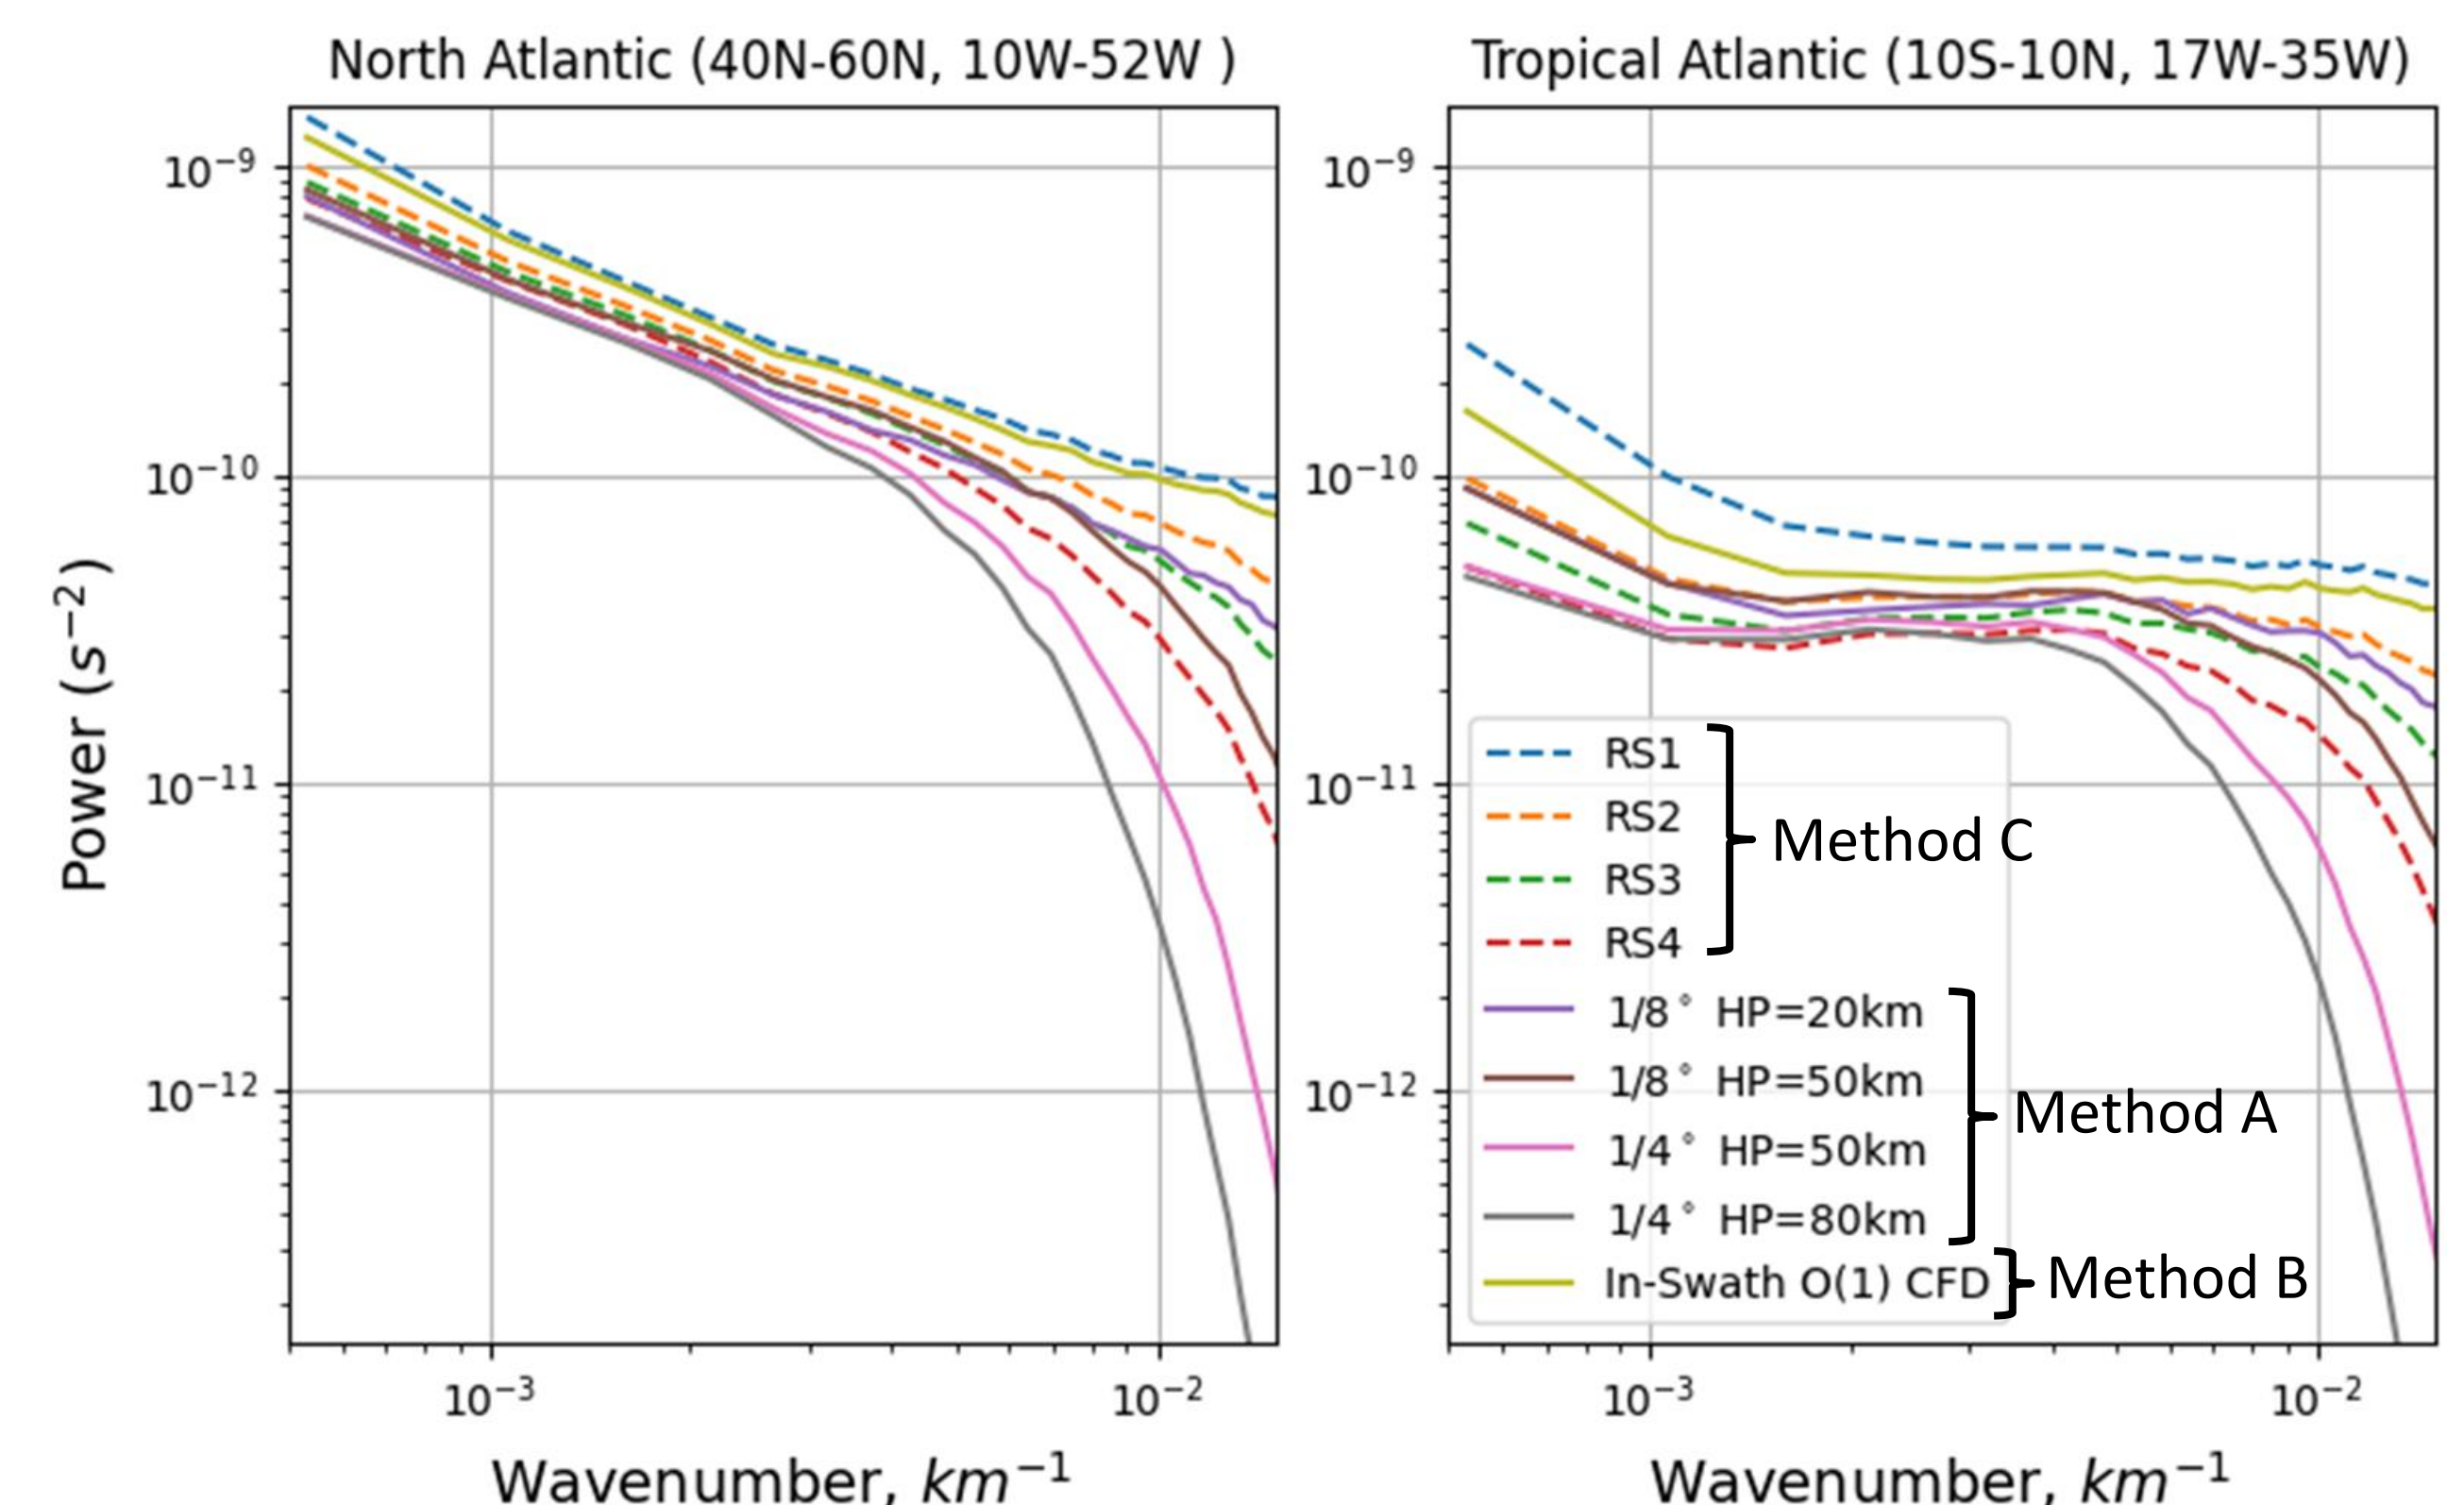 North Atlantic (40N-60N, 10W-52W )
Tropical Atlantic (10S-10N, 17W-35W)
Power (s⁻²)
10⁻⁹
10⁻¹⁰
10⁻¹¹
10⁻¹²
10⁻³
10⁻²
Wavenumber, km⁻¹
10⁻⁹
10⁻¹⁰
10⁻¹¹
10⁻¹²
RS1
RS2
RS3
RS4
Method C
1/8° HP=20km
1/8° HP=50km
1/4° HP=50km
1/4° HP=80km
Method A
In-Swath O(1) CFD
Method B
10⁻³
10⁻²
Wavenumber, km⁻¹